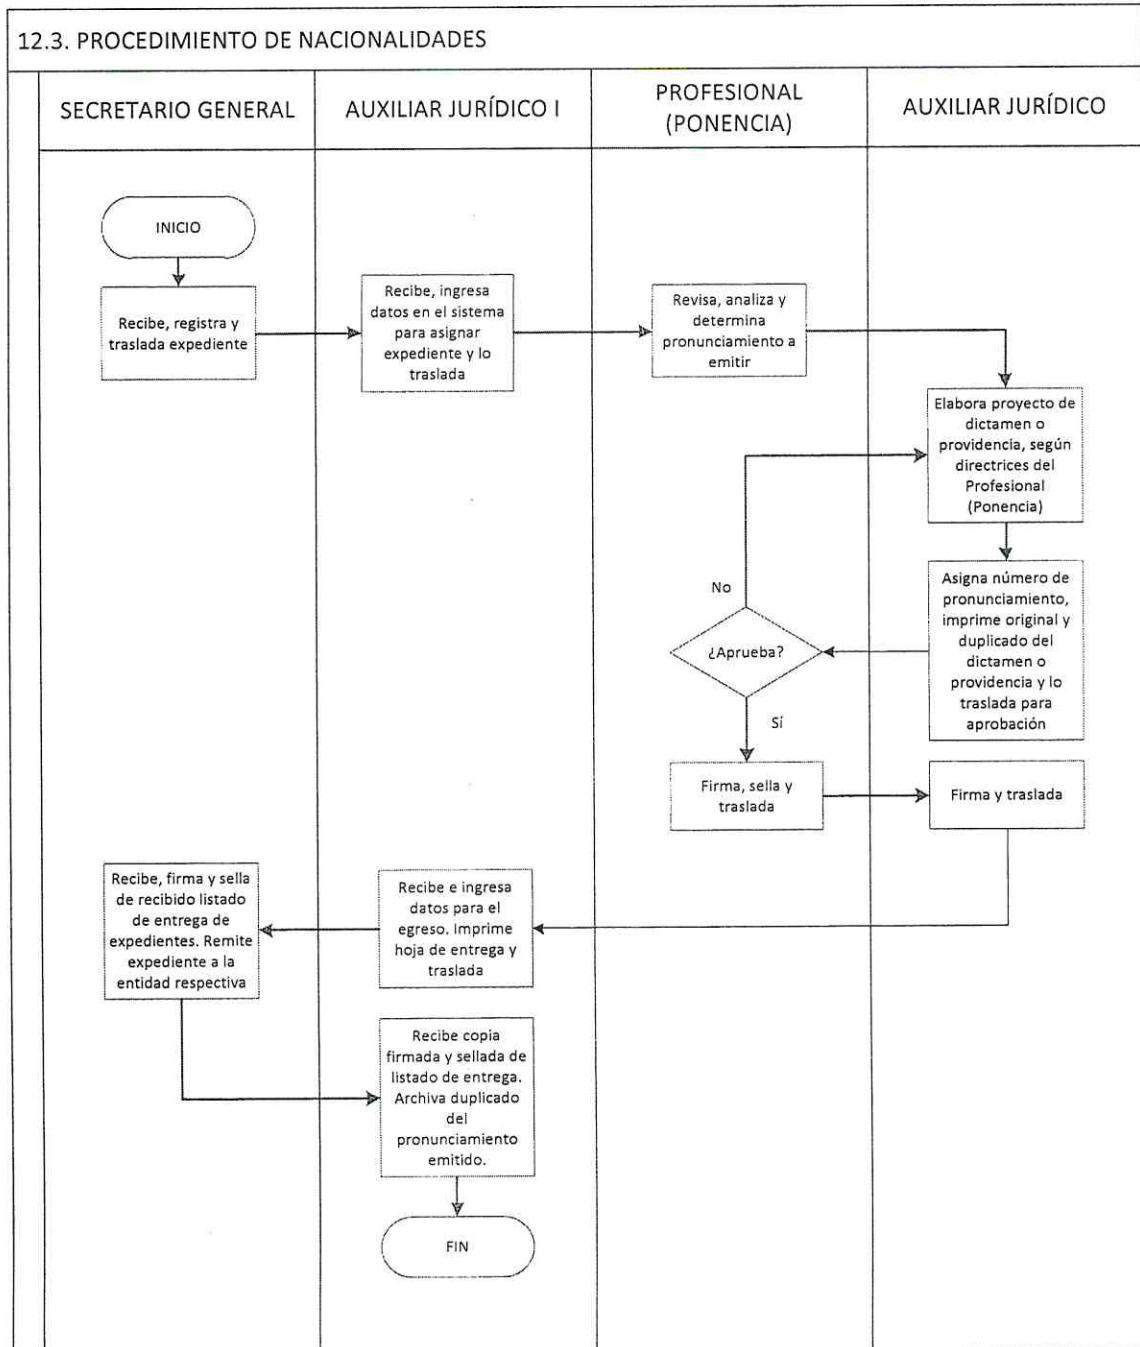 12.3. PROCEDIMIENTO DE NACIONALIDADES
SECRETARIO GENERAL
AUXILIAR JURÍDICO I
PROFESIONAL
(PONENCIA)
AUXILIAR JURÍDICO
INICIO
Recibe, registra y
traslada expediente
Recibe, ingresa
datos en el sistema
para asignar
expediente y lo
traslada
Revisa, analiza y
determina
pronunciamiento a
emitir
Elabora proyecto de
dictamen o
providencia, según
directrices del
Profesional
(Ponencia)
Asigna número de
pronunciamiento,
imprime original y
duplicado del
dictamen o
providencia y lo
traslada para
aprobación
No
¿Aprueba?
Sí
Firma, sella y
traslada
Firma y traslada
Recibe e ingresa
datos para el
egreso. Imprime
hoja de entrega y
traslada
Recibe, firma y sella
de recibido listado
de entrega de
expedientes. Remite
expediente a la
entidad respectiva
Recibe copia
firmada y sellada de
listado de entrega.
Archiva duplicado
del
pronunciamiento
emitido.
FIN